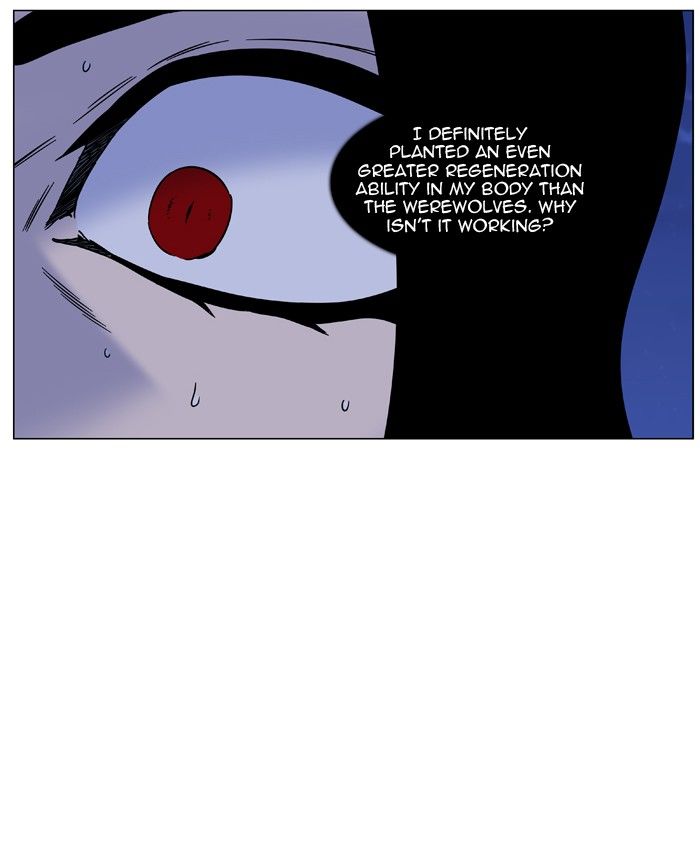 I DEFINITELY
PLANTED AN EVEN
GREATER REGENERATION
ABILITY IN MY BODY THAN
THE WEREWOLVES. WHY
ISN'T IT WORKING?